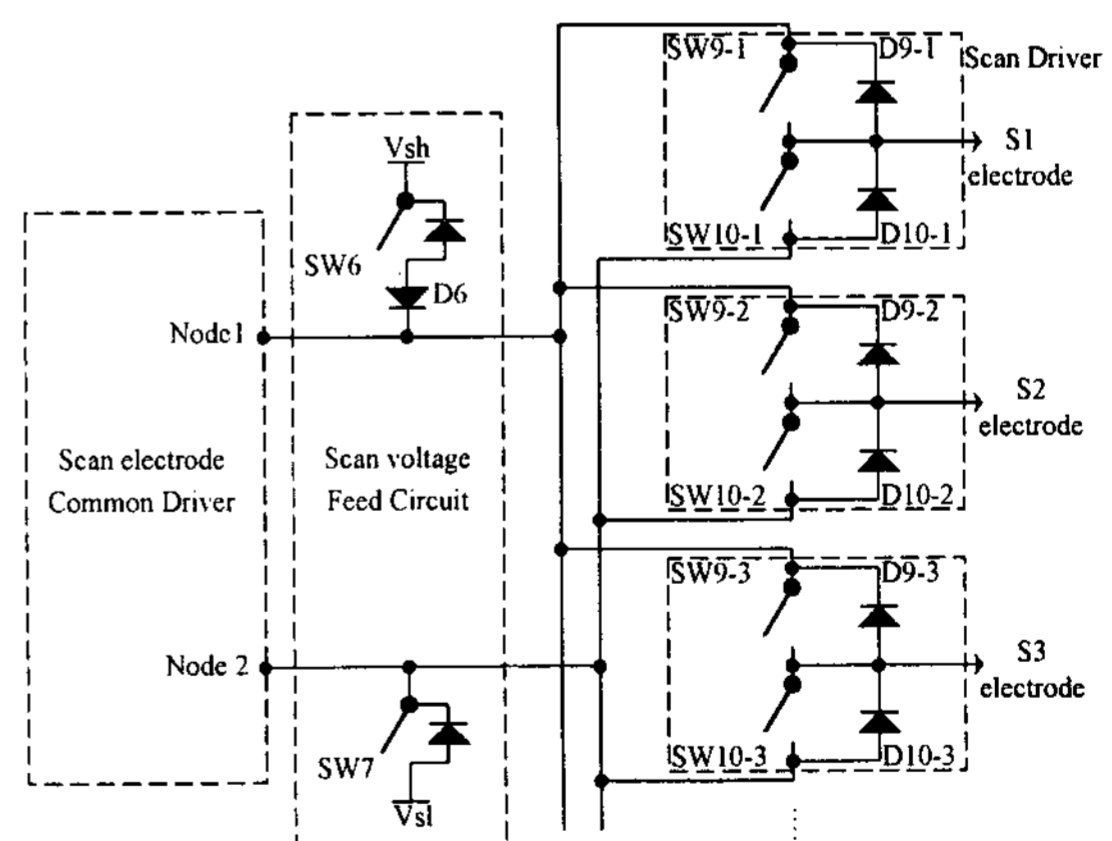 SW9-1
D9-1
Scan Driver
Vsh
S1
electrode
SW6
SW10-1
D10-1
D6
Node1
SW9-2
D9-2
S2
electrode
Scan electrode
Common Driver
Scan voltage
Feed Circuit
SW10-2
D10-2
SW9-3
D9-3
Node 2
S3
electrode
SW7
SW10-3
D10-3
Vsl